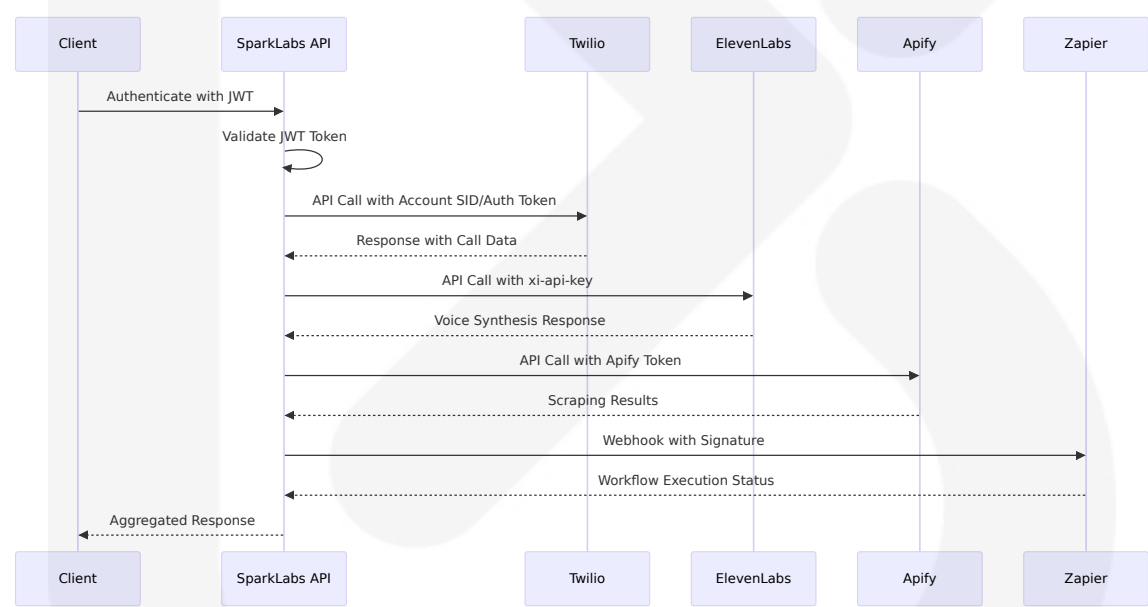 Client
SparkLabs API
Twilio
ElevenLabs
Apify
Zapier
Authenticate with JWT
Validate JWT Token
API Call with Account SID/Auth Token
Response with Call Data
API Call with xi-api-key
Voice Synthesis Response
API Call with Apify Token
Scraping Results
Webhook with Signature
Workflow Execution Status
Aggregated Response
Client
SparkLabs API
Twilio
ElevenLabs
Apify
Zapier